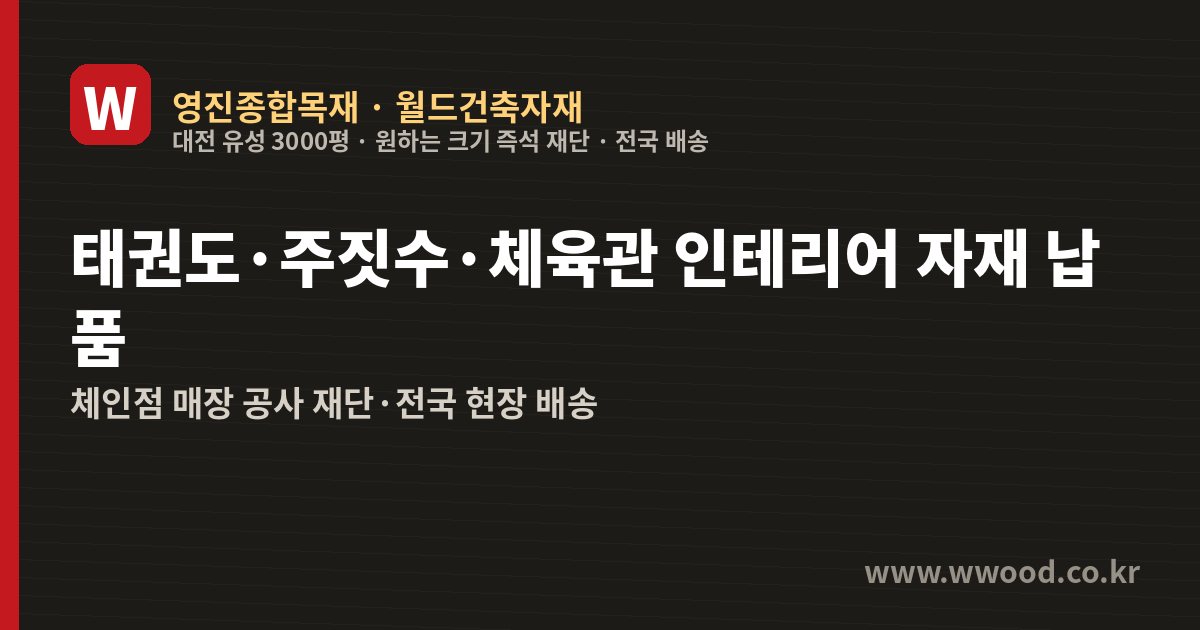 W
영진종합목재 · 월드건축자재
대전 유성 3000평 · 원하는 크기 즉석 재단 · 전국 배송
태권도·주짓수·체육관 인테리어 자재 납
품
체인점 매장 공사 재단·전국 현장 배송
www.wwood.co.kr